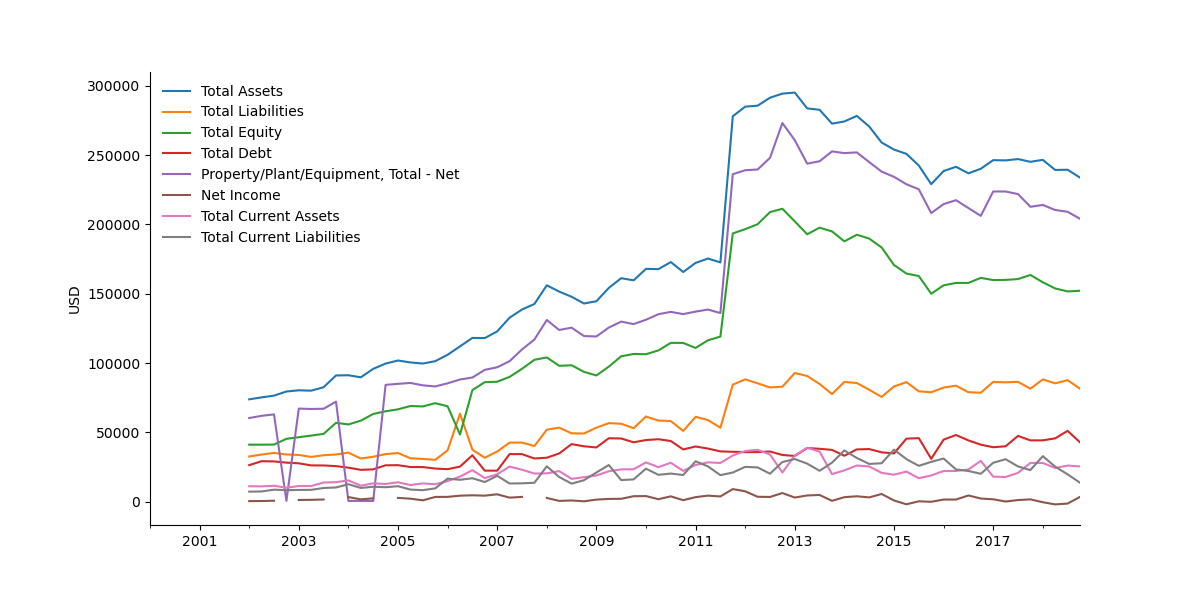 300000
250000
200000
150000
100000
50000
0
USD
Total Assets
Total Liabilities
Total Equity
Total Debt
Property/Plant/Equipment, Total - Net
Net Income
Total Current Assets
Total Current Liabilities
2001
2003
2005
2007
2009
2011
2013
2015
2017